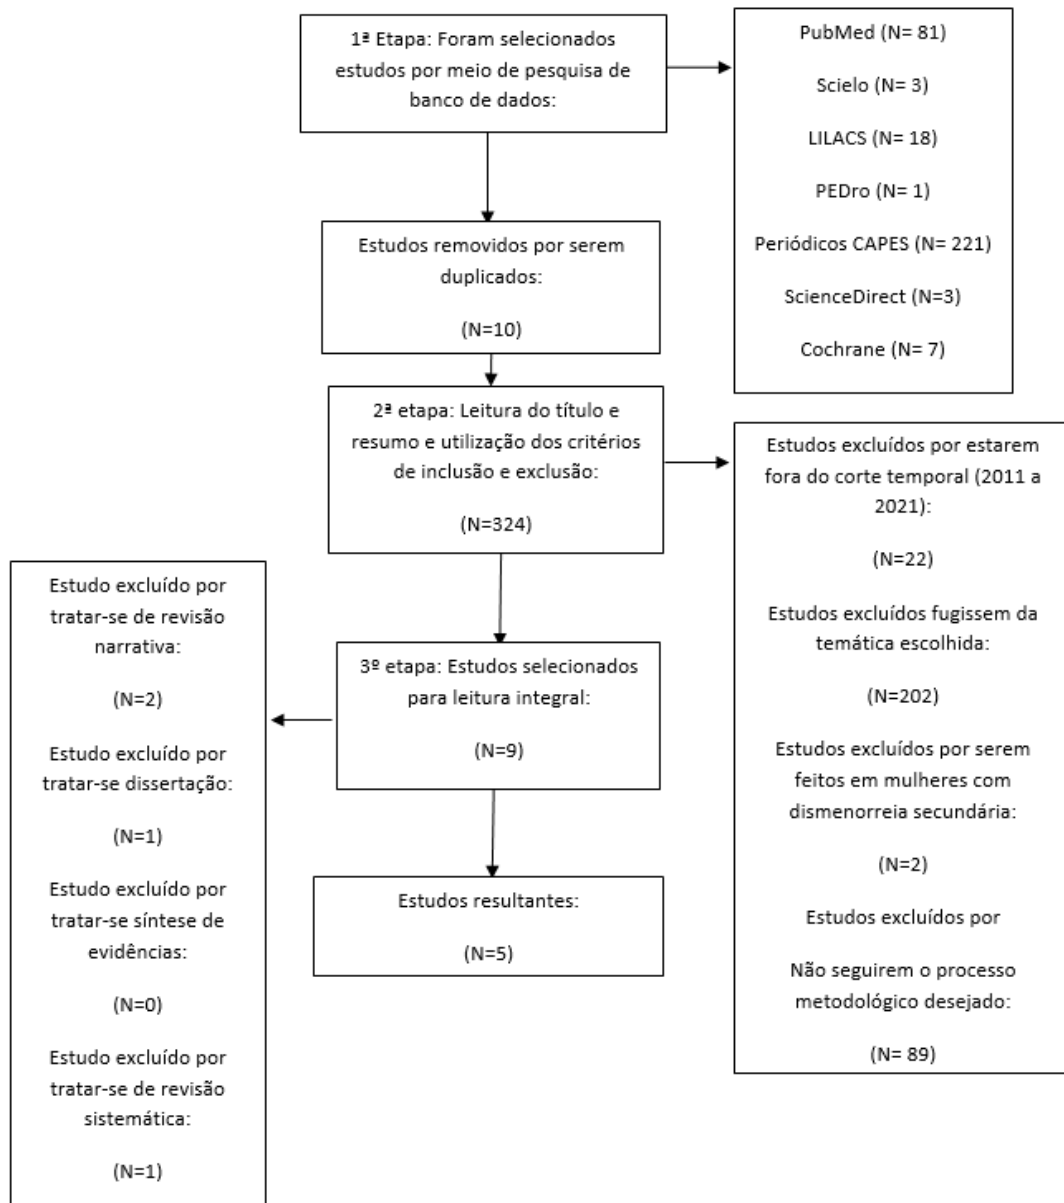 1ª Etapa: Foram selecionados
estudos por meio de pesquisa de
banco de dados:
PubMed (N= 81)
Scielo (N= 3)
LILACS (N= 18)
PEDro (N= 1)
Periódicos CAPES (N= 221)
ScienceDirect (N=3)
Cochrane (N= 7)
Estudos removidos por serem
duplicados:
(N=10)
2ª etapa: Leitura do título e
resumo e utilização dos critérios
de inclusão e exclusão:
(N=324)
Estudos excluídos por estarem
fora do corte temporal (2011 a
2021):
(N=22)
Estudos excluídos fugissem da
temática escolhida:
(N=202)
Estudos excluídos por serem
feitos em mulheres com
dismenorreia secundária:
(N=2)
Estudos excluídos por
Não seguirem o processo
metodológico desejado:
(N= 89)
3º etapa: Estudos selecionados
para leitura integral:
(N=9)
Estudo excluído por
tratar-se de revisão
narrativa:
(N=2)
Estudo excluído por
tratar-se dissertação:
(N=1)
Estudo excluído por
tratar-se síntese de
evidências:
(N=0)
Estudo excluído por
tratar-se de revisão
sistemática:
(N=1)
Estudos resultantes:
(N=5)